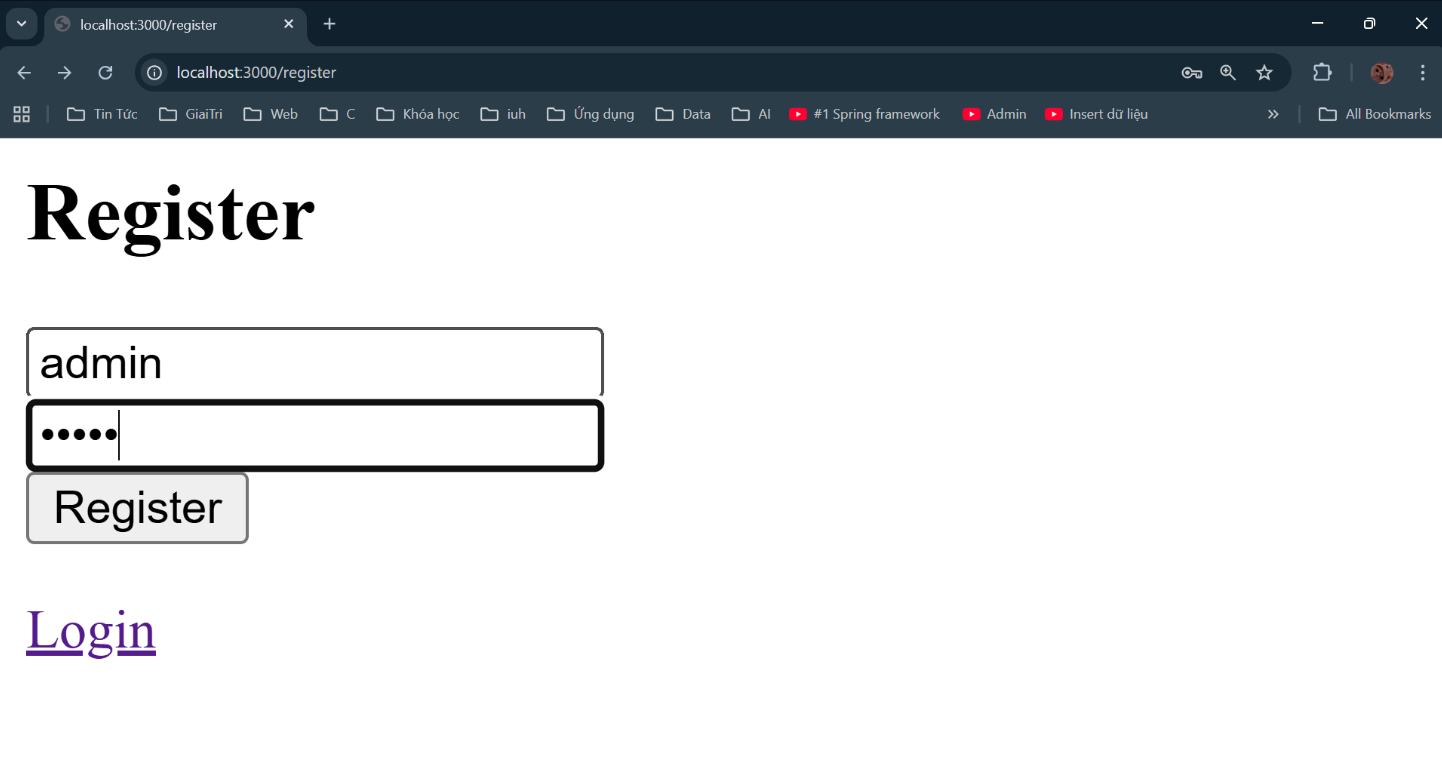 localhost:3000/register
localhost:3000/register
Tin Tức GiaiTri Web C Khóa học iuh Ứng dụng Data AI #1 Spring framework Admin Insert dữ liệu All Bookmarks
Register
admin
•••••
Register
Login